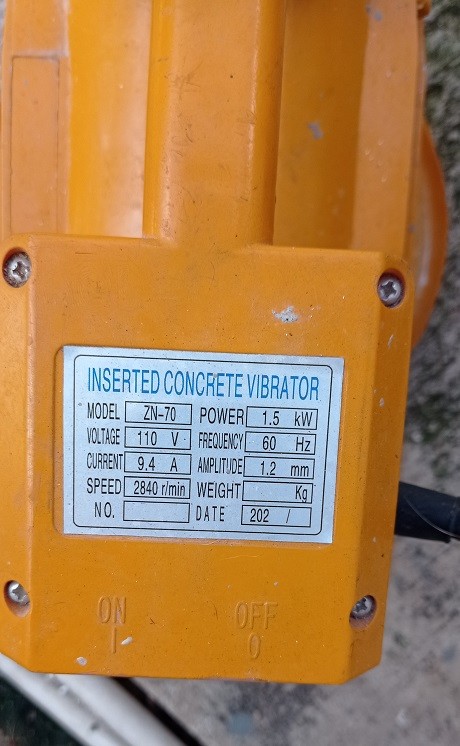 INSERTED CONCRETE VIBRATOR
MODEL ZN-70 POWER 1.5 kW
VOLTAGE 110 V FREQUENCY 60 Hz
CURRENT 9.4 A AMPLITUDE 1.2 mm
SPEED 2840 r/min WEIGHT Kg
NO. DATE 202 /
ON OFF
I O